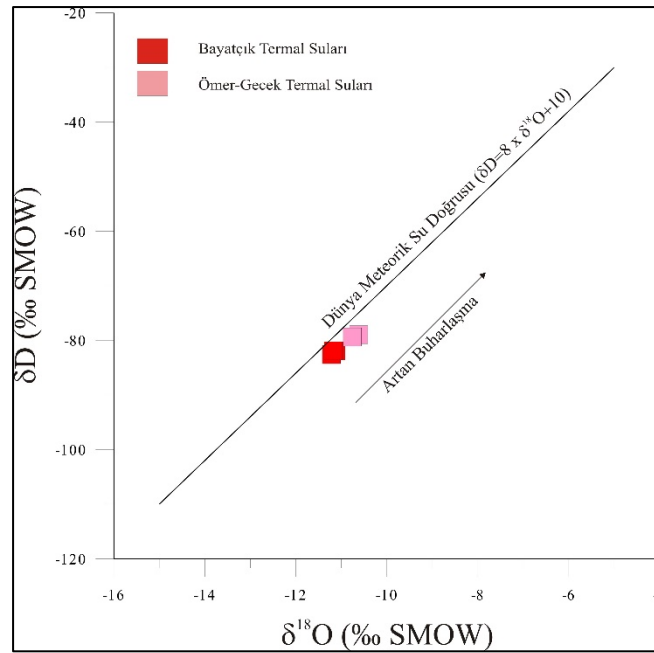 -20
-40
-60
-80
-100
-120
δD (‰ SMOW)
Bayatçık Termal Suları
Ömer-Gecek Termal Suları
Dünya Meteorik Su Doğrusu (δD=8 x δ¹⁸O+10)
Artan Buharlaşma
-16 -14 -12 -10 -8 -6
δ¹⁸O (‰ SMOW)